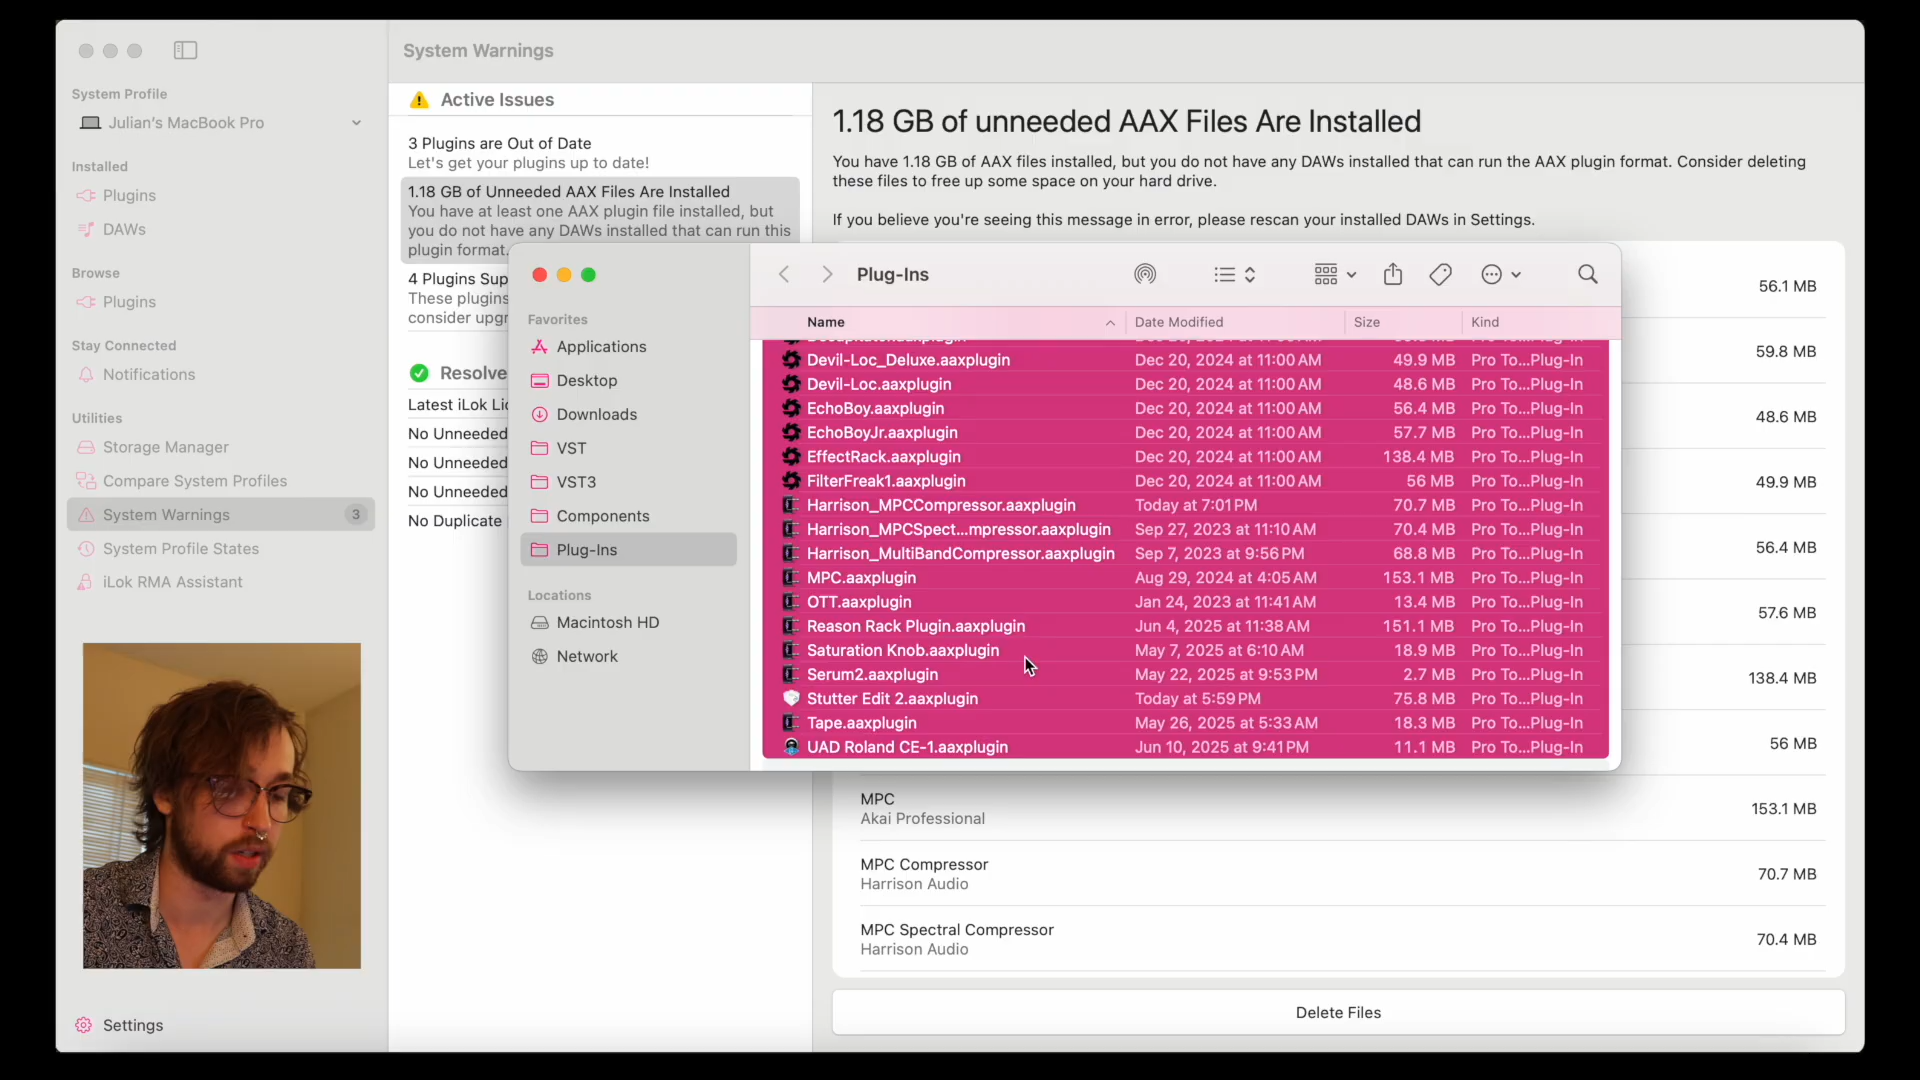 System Profile
Julian's MacBook Pro
Installed
Plugins
DAWs
Browse
Plugins
Stay Connected
Notifications
Utilities
Storage Manager
Compare System Profiles
System Warnings 3
System Profile States
iLok RMA Assistant
Settings
System Warnings
Active Issues
3 Plugins are Out of Date
Let's get your plugins up to date!
1.18 GB of Unneeded AAX Files Are Installed
You have at least one AAX plugin file installed, but
you do not have any DAWs installed that can run this
plugin format.
4 Plugins Sup
These plugins
consider upgr
Resolve
Latest iLok Lic
No Unneeded
No Unneeded
No Unneeded
No Duplicate
1.18 GB of unneeded AAX Files Are Installed
You have 1.18 GB of AAX files installed, but you do not have any DAWs installed that can run the AAX plugin format. Consider deleting
these files to free up some space on your hard drive.
If you believe you're seeing this message in error, please rescan your installed DAWs in Settings.
56.1 MB
59.8 MB
48.6 MB
49.9 MB
56.4 MB
57.6 MB
138.4 MB
56 MB
MPC
Akai Professional
153.1 MB
MPC Compressor
Harrison Audio
70.7 MB
MPC Spectral Compressor
Harrison Audio
70.4 MB
Delete Files
Favorites
Applications
Desktop
Downloads
VST
VST3
Components
Plug-Ins
Locations
Macintosh HD
Network
Plug-Ins
Name Date Modified Size Kind
Devil-Loc_Deluxe.aaxplugin Dec 20, 2024 at 11:00 AM 49.9 MB Pro To...Plug-In
Devil-Loc.aaxplugin Dec 20, 2024 at 11:00 AM 48.6 MB Pro To...Plug-In
EchoBoy.aaxplugin Dec 20, 2024 at 11:00 AM 56.4 MB Pro To...Plug-In
EchoBoyJr.aaxplugin Dec 20, 2024 at 11:00 AM 57.7 MB Pro To...Plug-In
EffectRack.aaxplugin Dec 20, 2024 at 11:00 AM 138.4 MB Pro To...Plug-In
FilterFreak1.aaxplugin Dec 20, 2024 at 11:00 AM 56 MB Pro To...Plug-In
Harrison_MPCCompressor.aaxplugin Today at 7:01 PM 70.7 MB Pro To...Plug-In
Harrison_MPCSpect...mpressor.aaxplugin Sep 27, 2023 at 11:10 AM 70.4 MB Pro To...Plug-In
Harrison_MultiBandCompressor.aaxplugin Sep 7, 2023 at 9:56 PM 68.8 MB Pro To...Plug-In
MPC.aaxplugin Aug 29, 2024 at 4:05 AM 153.1 MB Pro To...Plug-In
OTT.aaxplugin Jan 24, 2023 at 11:41 AM 13.4 MB Pro To...Plug-In
Reason Rack Plugin.aaxplugin Jun 4, 2025 at 11:38 AM 151.1 MB Pro To...Plug-In
Saturation Knob.aaxplugin May 7, 2025 at 6:10 AM 18.9 MB Pro To...Plug-In
Serum2.aaxplugin May 22, 2025 at 9:53 PM 2.7 MB Pro To...Plug-In
Stutter Edit 2.aaxplugin Today at 5:59 PM 75.8 MB Pro To...Plug-In
Tape.aaxplugin May 26, 2025 at 5:33 AM 18.3 MB Pro To...Plug-In
UAD Roland CE-1.aaxplugin Jun 10, 2025 at 9:41 PM 11.1 MB Pro To...Plug-In